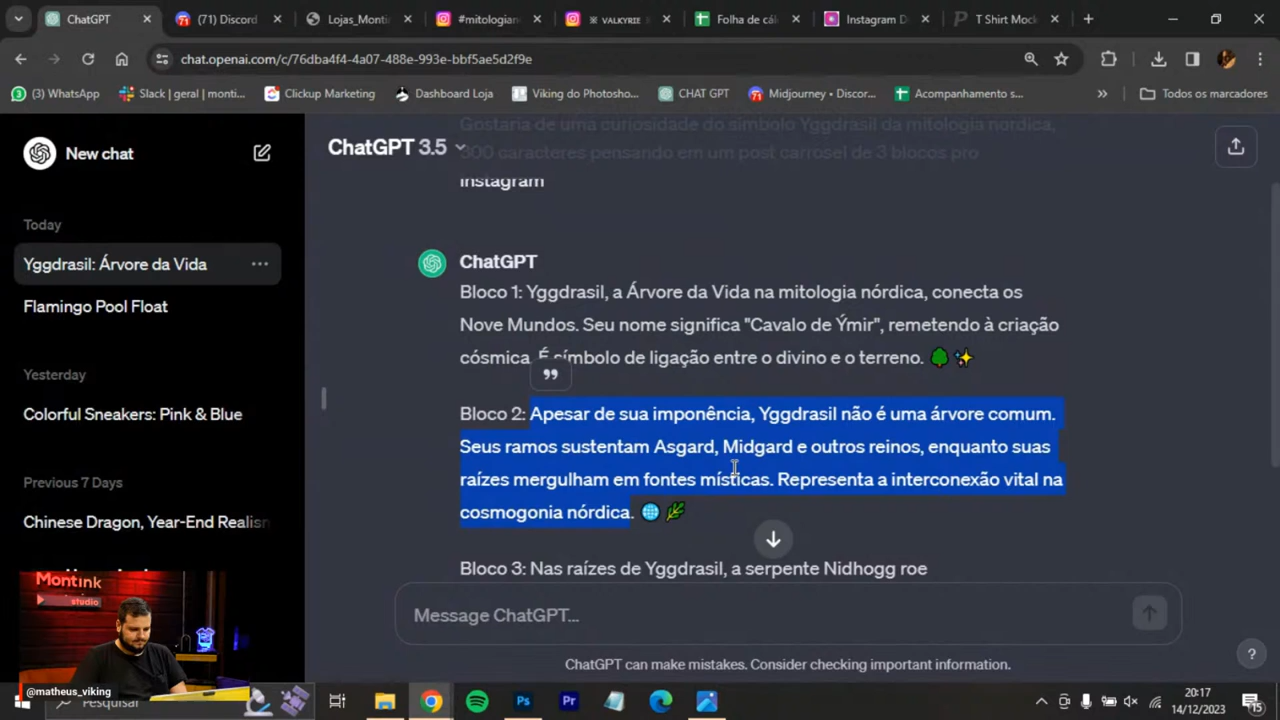 ChatGPT
(71) Discord
Lojas_Monti
#mitologian
※ VALKYRIE
Folha de cál
Instagram D
T Shirt Mock
chat.openai.com/c/76dba4f4-4a07-488e-993e-bbf5ae5d2f9e
(3) WhatsApp
Slack | geral | monti...
Clickup Marketing
Dashboard Loja
Viking do Photosho...
CHAT GPT
Midjourney • Discor...
Acompanhamento s...
Todos os marcadores
New chat
ChatGPT 3.5
Gostaria de uma curiosidade do simbolo Yggdrasil da mitologia nordica,
300 caracteres pensando em um post carrosel de 3 blocos pro
instagram
Today
Yggdrasil: Árvore da Vida
Flamingo Pool Float
Yesterday
Colorful Sneakers: Pink & Blue
Previous 7 Days
Chinese Dragon, Year-End Realism
ChatGPT
Bloco 1: Yggdrasil, a Árvore da Vida na mitologia nórdica, conecta os
Nove Mundos. Seu nome significa "Cavalo de Ýmir", remetendo à criação
cósmica. É símbolo de ligação entre o divino e o terreno. 🌳✨
Bloco 2: Apesar de sua imponência, Yggdrasil não é uma árvore comum.
Seus ramos sustentam Asgard, Midgard e outros reinos, enquanto suas
raízes mergulham em fontes místicas. Representa a interconexão vital na
cosmogonia nórdica. 🌐🌿
Bloco 3: Nas raízes de Yggdrasil, a serpente Nidhogg roe
Message ChatGPT...
ChatGPT can make mistakes. Consider checking important information.
?
Montink
studio
@matheus_viking
Pesquisar
Ps
Pr
20:17
14/12/2023
15